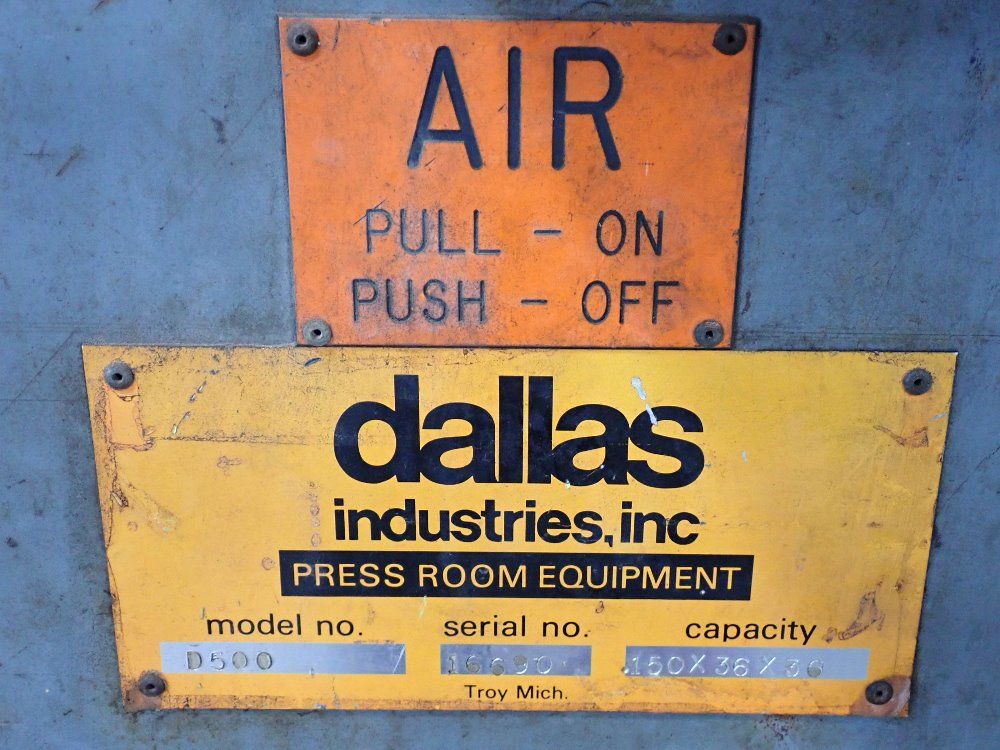 AIR
PULL - ON
PUSH - OFF
dallas
industries, inc
PRESS ROOM EQUIPMENT
model no. serial no. capacity
D500 16690 .150X36X36
Troy Mich.